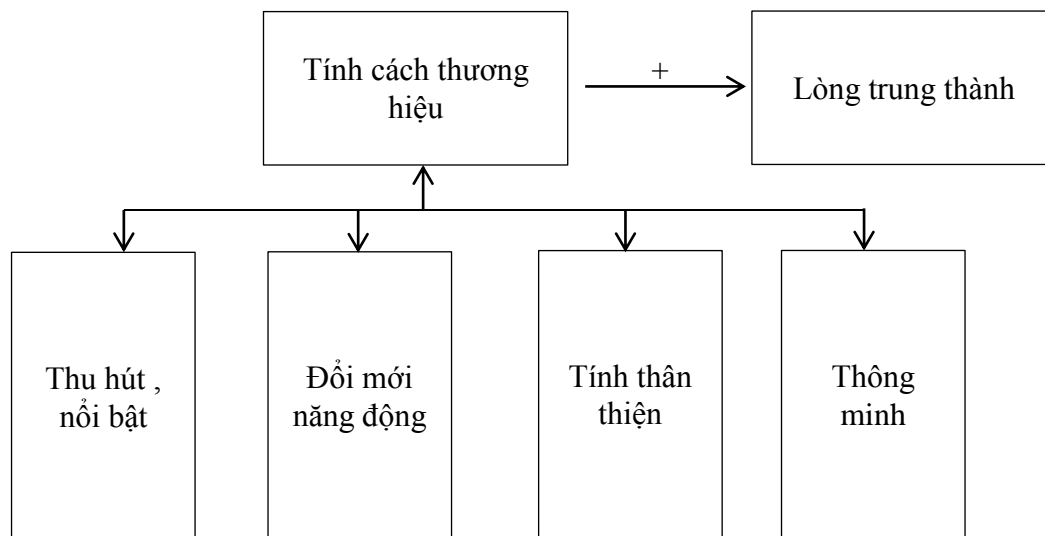 Tính cách thương
hiệu
+
Lòng trung thành
Thu hút ,
nổi bật
Đổi mới
năng động
Tính thân
thiện
Thông
minh